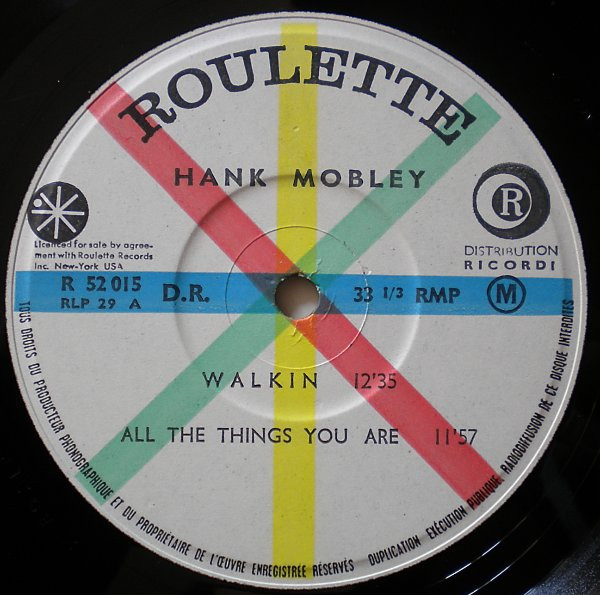 ROULETTE
HANK MOBLEY
Licenced for sale by agree-
ment with Roulette Records
Inc. New-York USA
R
DISTRIBUTION
RICORDI
R 52 015
RLP 29 A
D.R.
33 1/3 RMP
M
WALKIN 12'35
ALL THE THINGS YOU ARE 11'57
TOUS DROITS DU PRODUCTEUR PHONOGRAPHIQUE ET DU PROPRIÉTAIRE DE L'ŒUVRE ENREGISTRÉE RÉSERVÉS DUPLICATION EXÉCUTION PUBLIQUE RADIODIFFUSION DE CE DISQUE INTERDITES